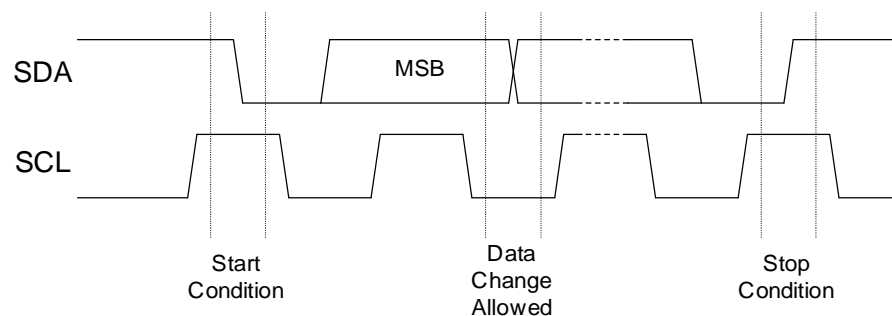 SDA
MSB
SCL
Start
Condition
Data
Change
Allowed
Stop
Condition